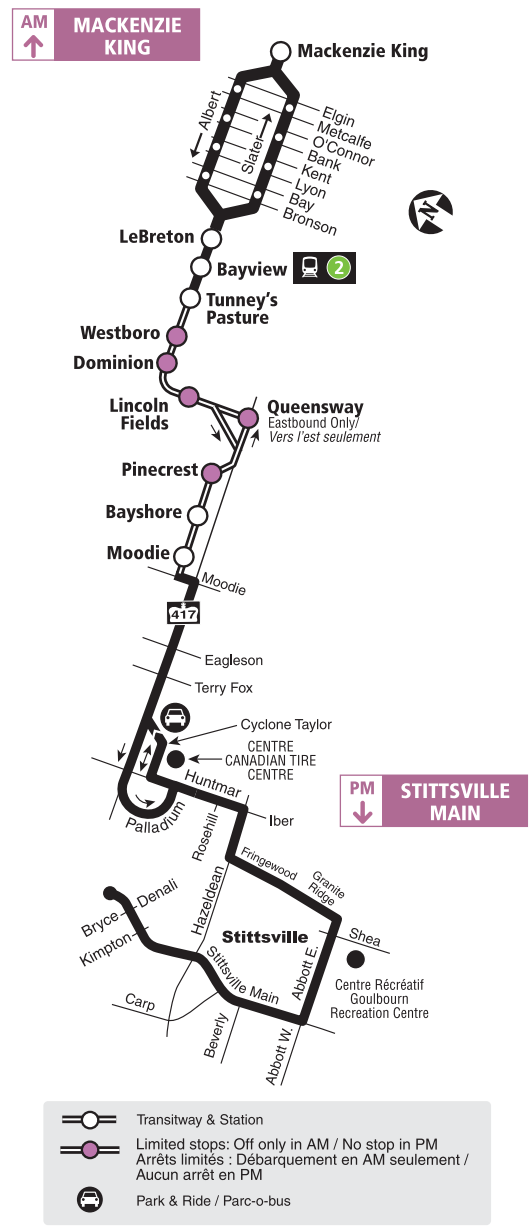 AM
MACKENZIE
KING
Mackenzie King
Albert
Slater
Elgin
Metcalfe
O'Connor
Bank
Kent
Lyon
Bay
Bronson
N
LeBreton
Bayview
2
Tunney's
Pasture
Westboro
Dominion
Lincoln
Fields
Queensway
Eastbound Only/
Vers l'est seulement
Pinecrest
Bayshore
Moodie
Moodie
417
Eagleson
Terry Fox
Cyclone Taylor
CENTRE
CANADIAN TIRE
CENTRE
Huntmar
Palladium
PM
STITTSVILLE
MAIN
Iber
Rosehill
Fringewood
Granite
Ridge
Hazeldean
Denali
Bryce
Kimpton
Stittsville
Shea
Abbott E.
Stittsville Main
Centre Récréatif
Goulbourn
Recreation Centre
Carp
Beverly
Abbott W.
Transitway & Station
Limited stops: Off only in AM / No stop in PM
Arrêts limités : Débarquement en AM seulement /
Aucun arrêt en PM
Park & Ride / Parc-o-bus